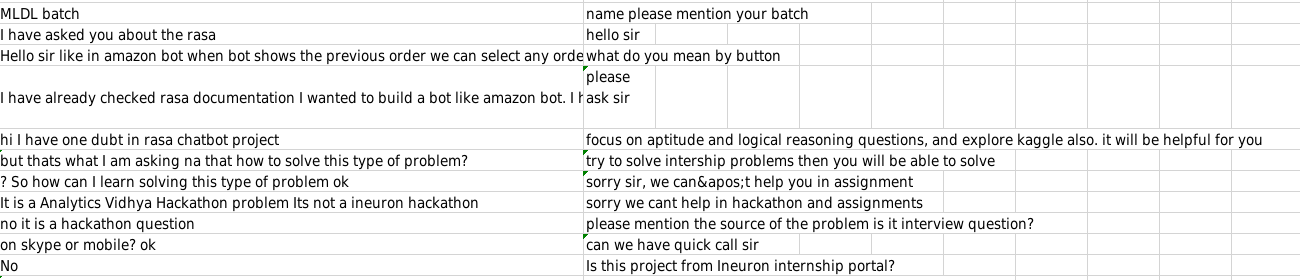 MLDL batch name please mention your batch
I have asked you about the rasa hello sir
Hello sir like in amazon bot when bot shows the previous order we can select any orde what do you mean by button
please
I have already checked rasa documentation I wanted to build a bot like amazon bot. I h ask sir
hi I have one dubt in rasa chatbot project focus on aptitude and logical reasoning questions, and explore kaggle also. it will be helpful for you
but thats what I am asking na that how to solve this type of problem? try to solve intership problems then you will be able to solve
? So how can I learn solving this type of problem ok sorry sir, we can&apos;t help you in assignment
It is a Analytics Vidhya Hackathon problem Its not a ineuron hackathon sorry we cant help in hackathon and assignments
no it is a hackathon question please mention the source of the problem is it interview question?
on skype or mobile? ok can we have quick call sir
No Is this project from Ineuron internship portal?